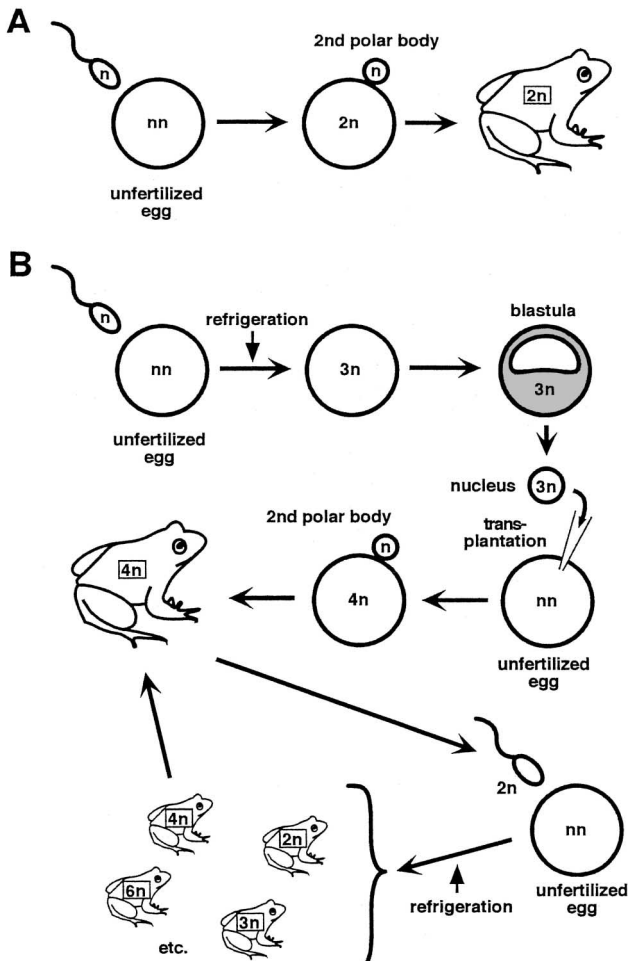 A
2nd polar body
n
n
nn
2n
2n
unfertilized
egg
B
n
refrigeration
blastula
nn
3n
3n
unfertilized
egg
nucleus
3n
2nd polar body
trans-
plantation
n
4n
4n
nn
unfertilized
egg
2n
nn
4n
2n
unfertilized
egg
6n
refrigeration
3n
etc.